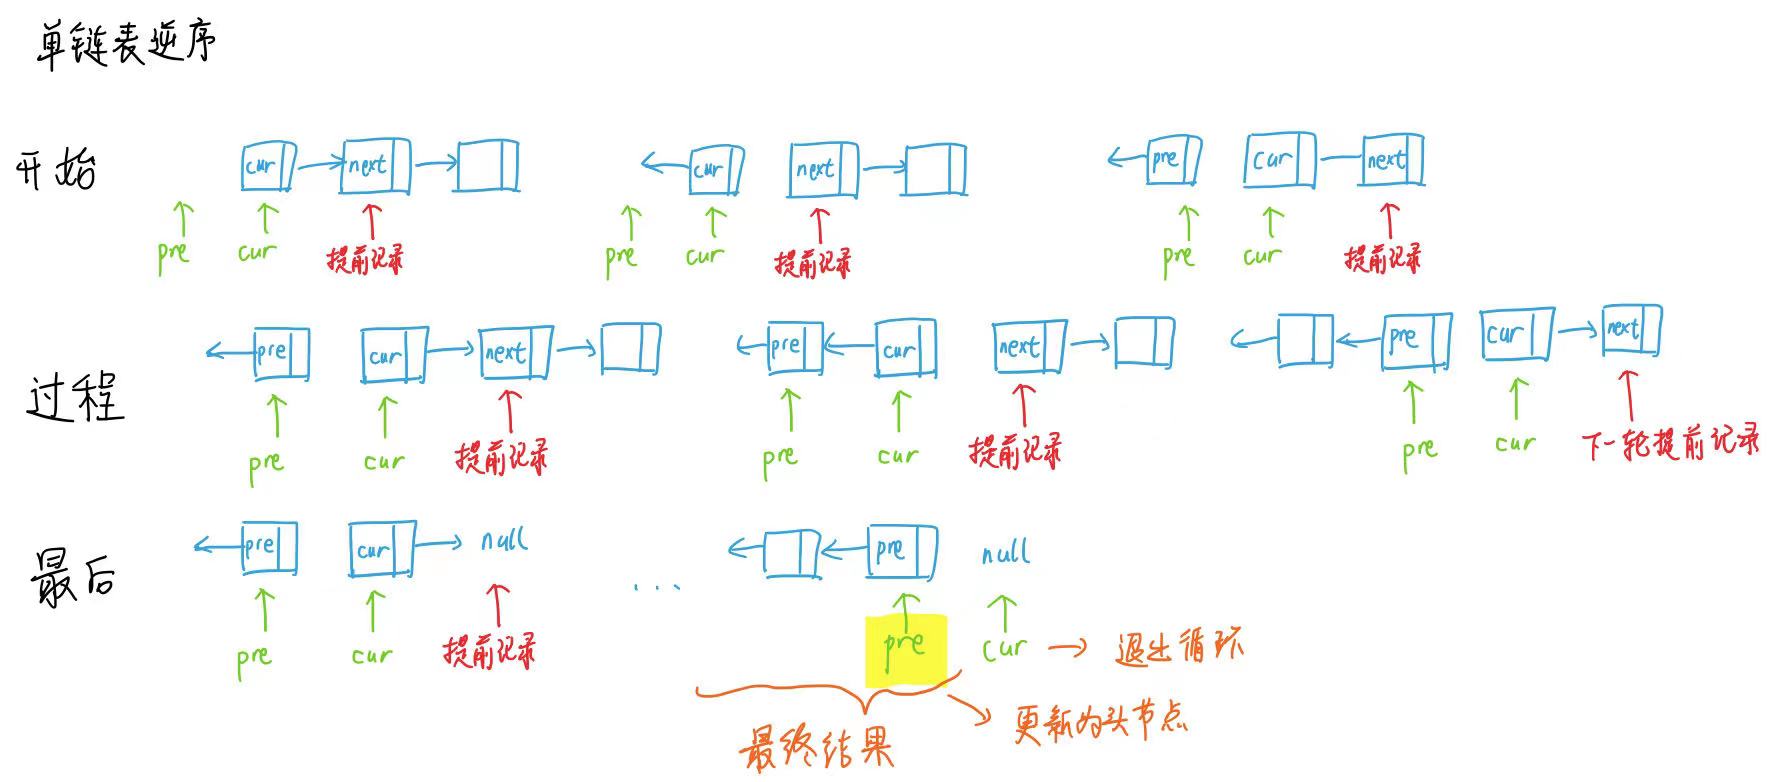 单链表逆序
开始
cur next cur next pre cur next
pre cur 提前记录 pre cur 提前记录 pre cur 提前记录
过程
pre cur next pre cur next pre cur next
pre cur 提前记录 pre cur 提前记录 pre cur 下一轮提前记录
最后
pre cur null ... pre null
pre cur 提前记录 pre cur 退出循环
最终结果 更新为头节点